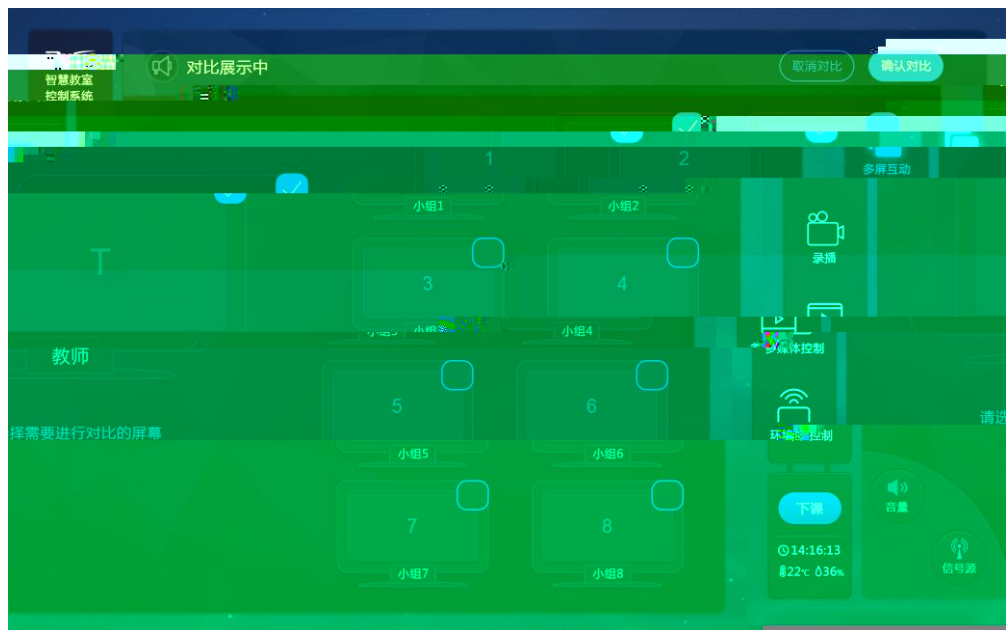 智慧教室
控制系统
对比展示中
取消对比
确认对比
1
2
多屏互动
小组1
小组2
T
3
4
录播
小组3
小组4
教师
多媒体控制
5
6
请选
择需要进行对比的屏幕
小组5
小组6
环境控制
7
8
下课
音量
14:16:13
22℃
36%
信号源
小组7
小组8